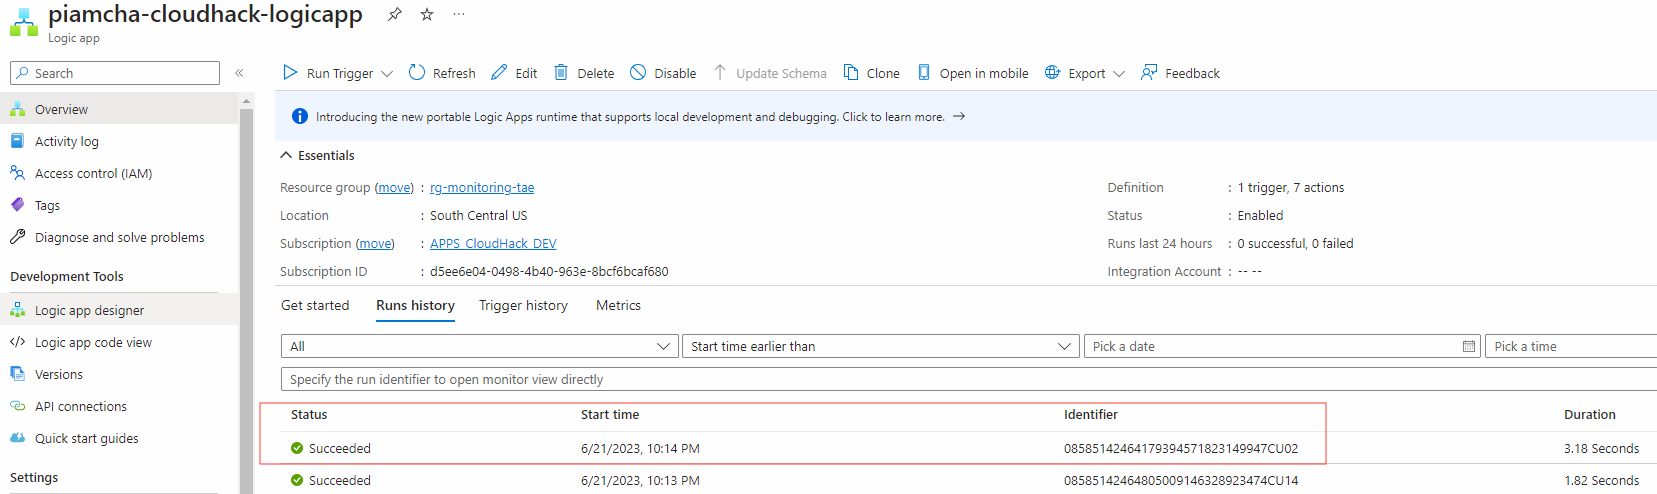 piamcha-cloudhack-logicapp
Logic app
Search
Overview
Activity log
Access control (IAM)
Tags
Diagnose and solve problems
Development Tools
Logic app designer
Logic app code view
Versions
API connections
Quick start guides
Settings
Run Trigger Refresh Edit Delete Disable Update Schema Clone Open in mobile Export Feedback
Introducing the new portable Logic Apps runtime that supports local development and debugging. Click to learn more. →
Essentials
Resource group (move) : rg-monitoring-tae
Location : South Central US
Subscription (move) : APPS_CloudHack_DEV
Subscription ID : d5ee6e04-0498-4b40-963e-8bcf6bcaf680
Definition : 1 trigger, 7 actions
Status : Enabled
Runs last 24 hours : 0 successful, 0 failed
Integration Account : -- --
Get started Runs history Trigger history Metrics
All Start time earlier than Pick a date Pick a time
Specify the run identifier to open monitor view directly
Status Start time Identifier Duration
Succeeded 6/21/2023, 10:14 PM 08585142464179394571823149947CU02 3.18 Seconds
Succeeded 6/21/2023, 10:13 PM 08585142464805009146328923474CU14 1.82 Seconds